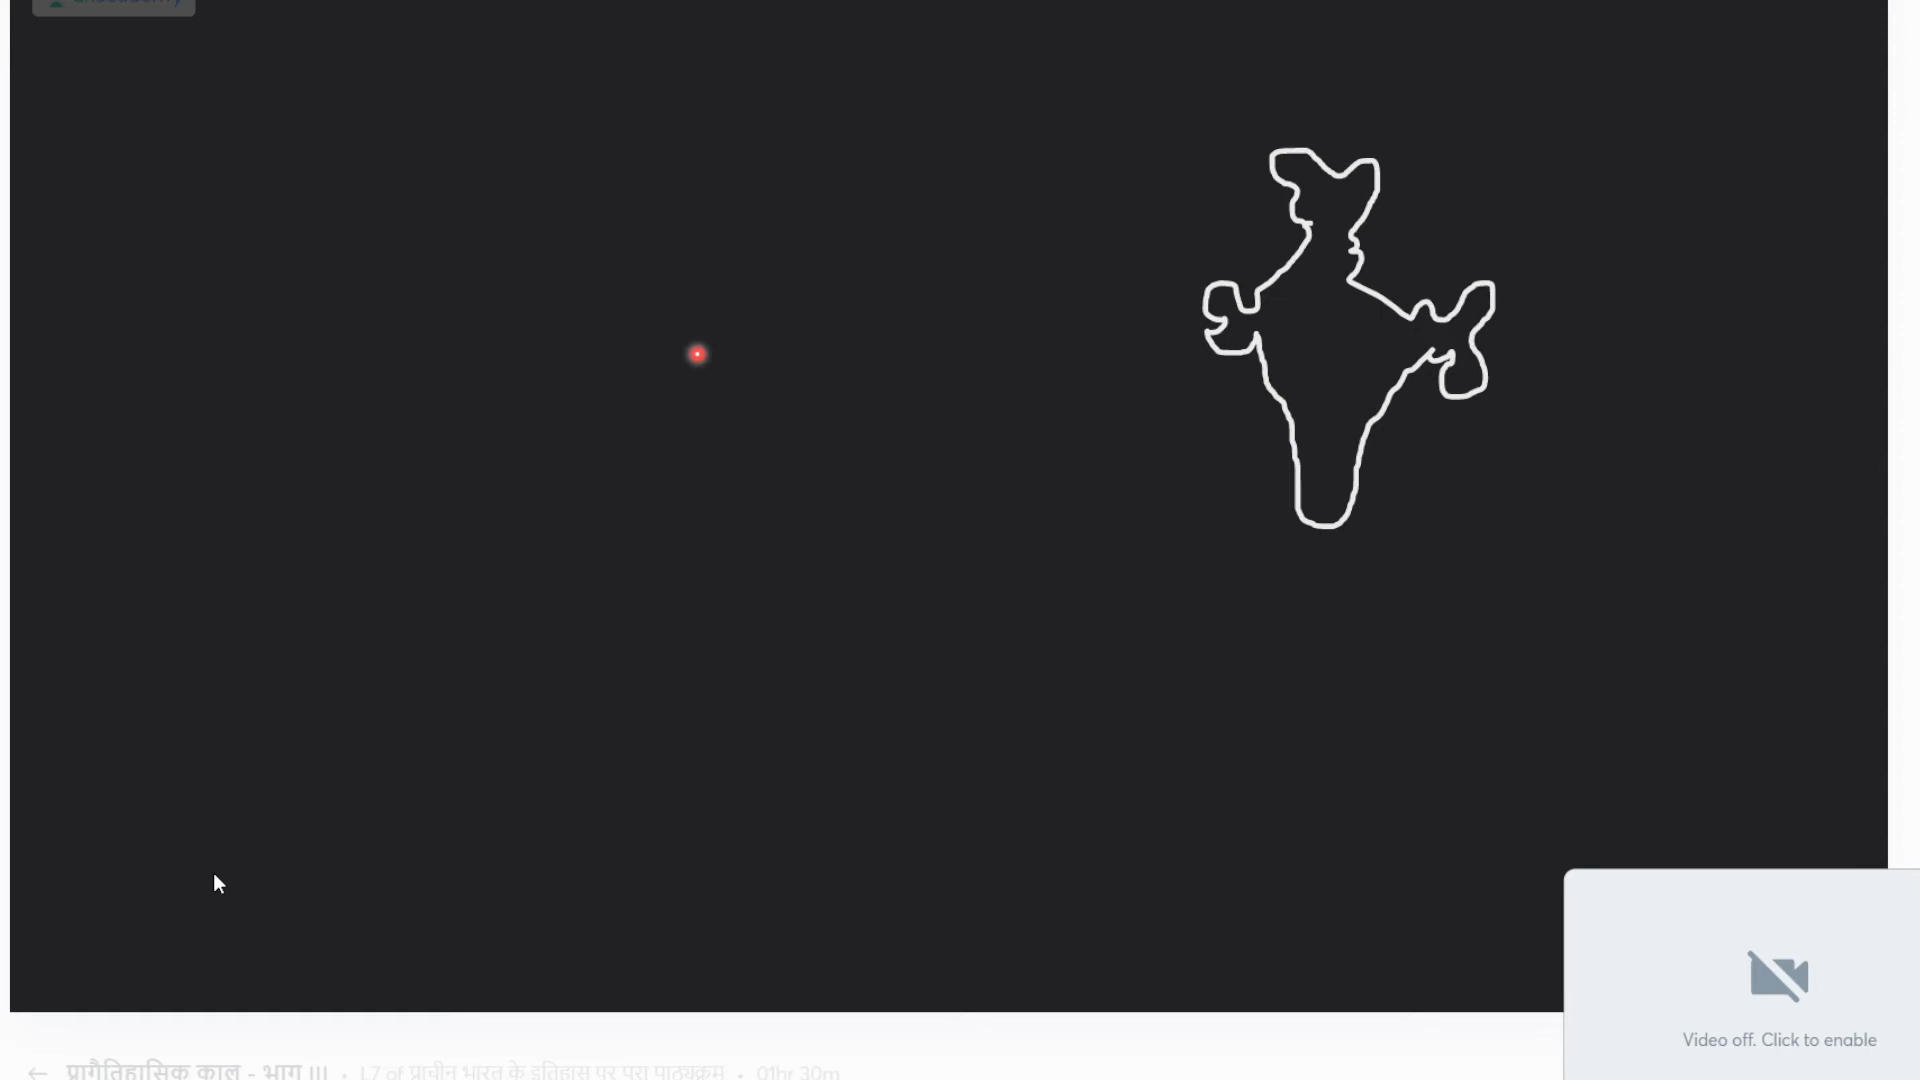 Video off. Click to enable
← प्रागैतिहासिक काल - भाग III • L7 of प्राचीन भारत के इतिहास पर पूरा पाठ्यक्रम • 01hr 30m